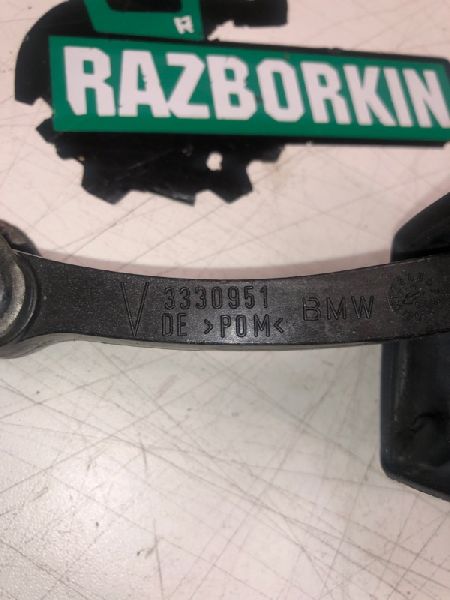 RAZBORKIN
V 3330951
DE >POM< BMW